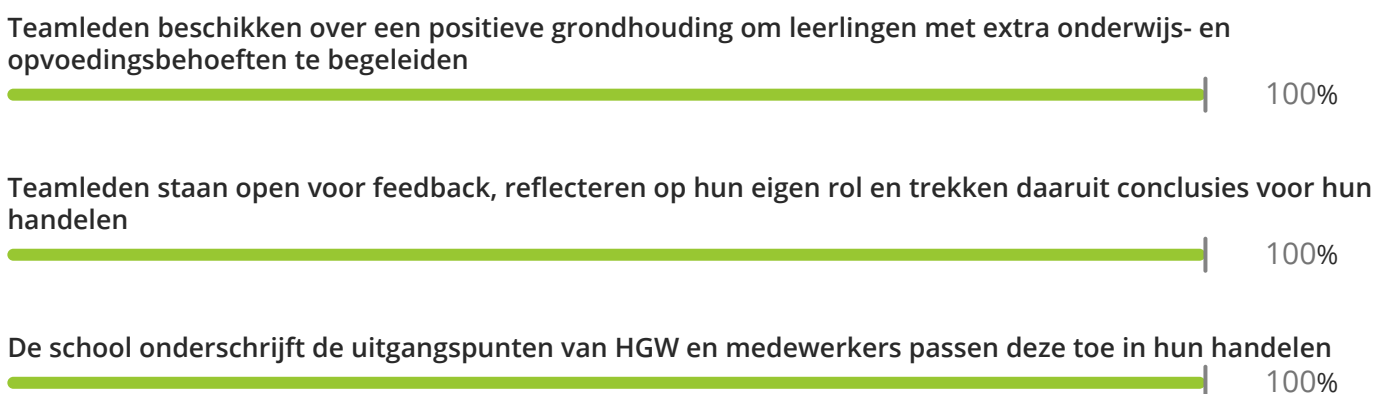 Teamleden beschikken over een positieve grondhouding om leerlingen met extra onderwijs- en
opvoedingsbehoeften te begeleiden
100%
Teamleden staan open voor feedback, reflecteren op hun eigen rol en trekken daaruit conclusies voor hun
handelen
100%
De school onderschrijft de uitgangspunten van HGW en medewerkers passen deze toe in hun handelen
100%